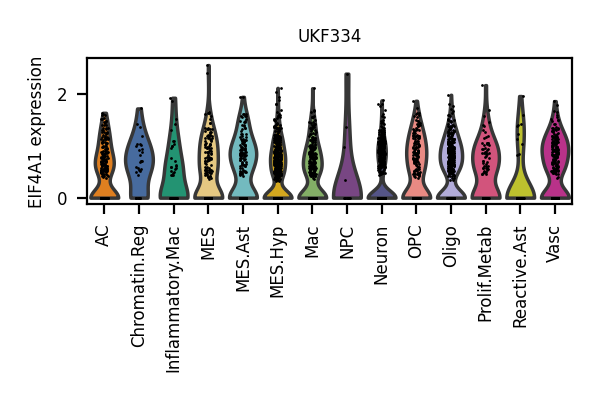 UKF334
EIF4A1 expression
2
0
AC
Chromatin.Reg
Inflammatory.Mac
MES
MES.Ast
MES.Hyp
Mac
NPC
Neuron
OPC
Oligo
Prolif.Metab
Reactive.Ast
Vasc